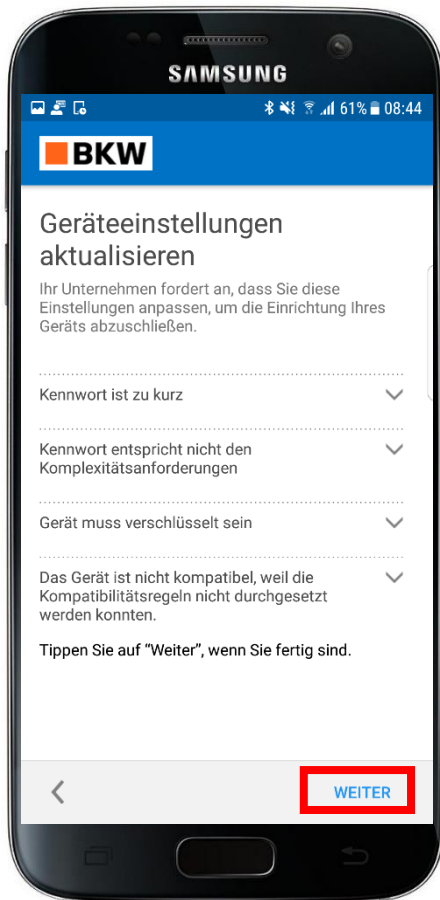 SAMSUNG
61% 08:44
BKW
Geräteeinstellungen
aktualisieren
Ihr Unternehmen fordert an, dass Sie diese
Einstellungen anpassen, um die Einrichtung Ihres
Geräts abzuschließen.
Kennwort ist zu kurz
Kennwort entspricht nicht den
Komplexitätsanforderungen
Gerät muss verschlüsselt sein
Das Gerät ist nicht kompatibel, weil die
Kompatibilitätsregeln nicht durchgesetzt
werden konnten.
Tippen Sie auf “Weiter”, wenn Sie fertig sind.
WEITER